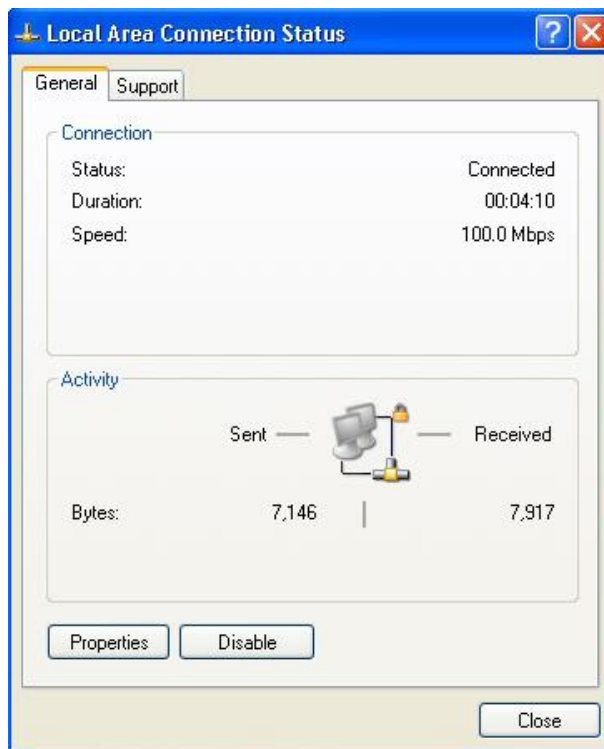 Local Area Connection Status
General Support
Connection
Status: Connected
Duration: 00:04:10
Speed: 100.0 Mbps
Activity
Sent Received
Bytes: 7,146 7,917
Properties Disable
Close